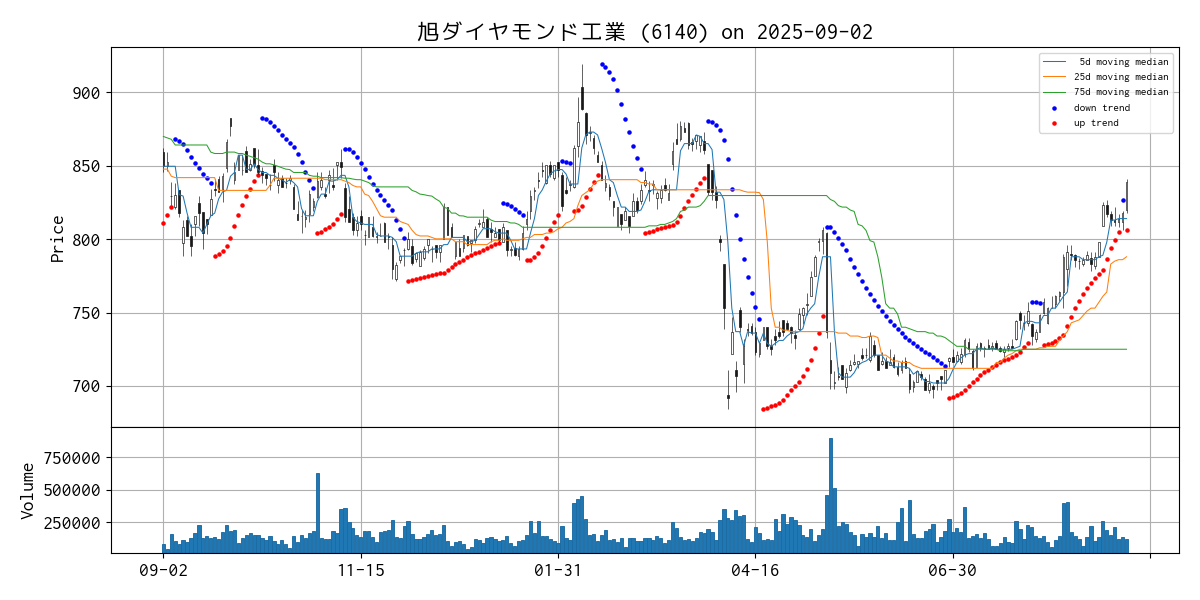 旭ダイヤモンド工業 (6140) on 2025-09-02
5d moving median
25d moving median
75d moving median
down trend
up trend
Price
900
850
800
750
700
Volume
750000
500000
250000
09-02
11-15
01-31
04-16
06-30